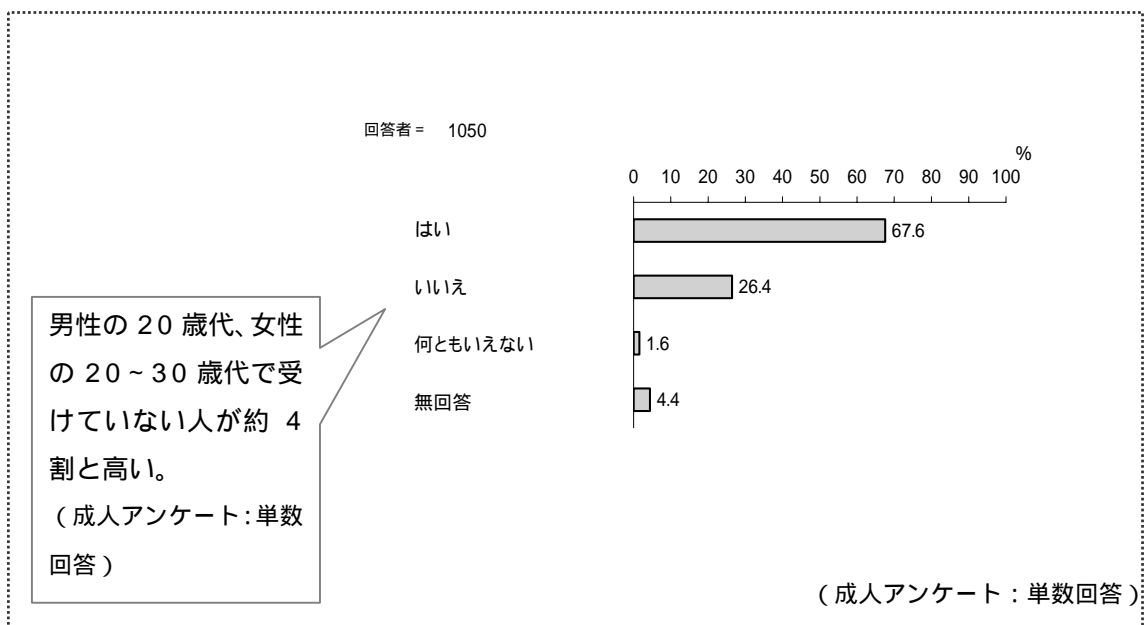 回答者＝ 1050
%
0 10 20 30 40 50 60 70 80 90 100
はい 67.6
いいえ 26.4
何ともいえない 1.6
無回答 4.4
男性の 20 歳代、女性
の 20～30 歳代で受
けていない人が約 4
割と高い。
（成人アンケート：単数
回答）
（成人アンケート：単数回答）